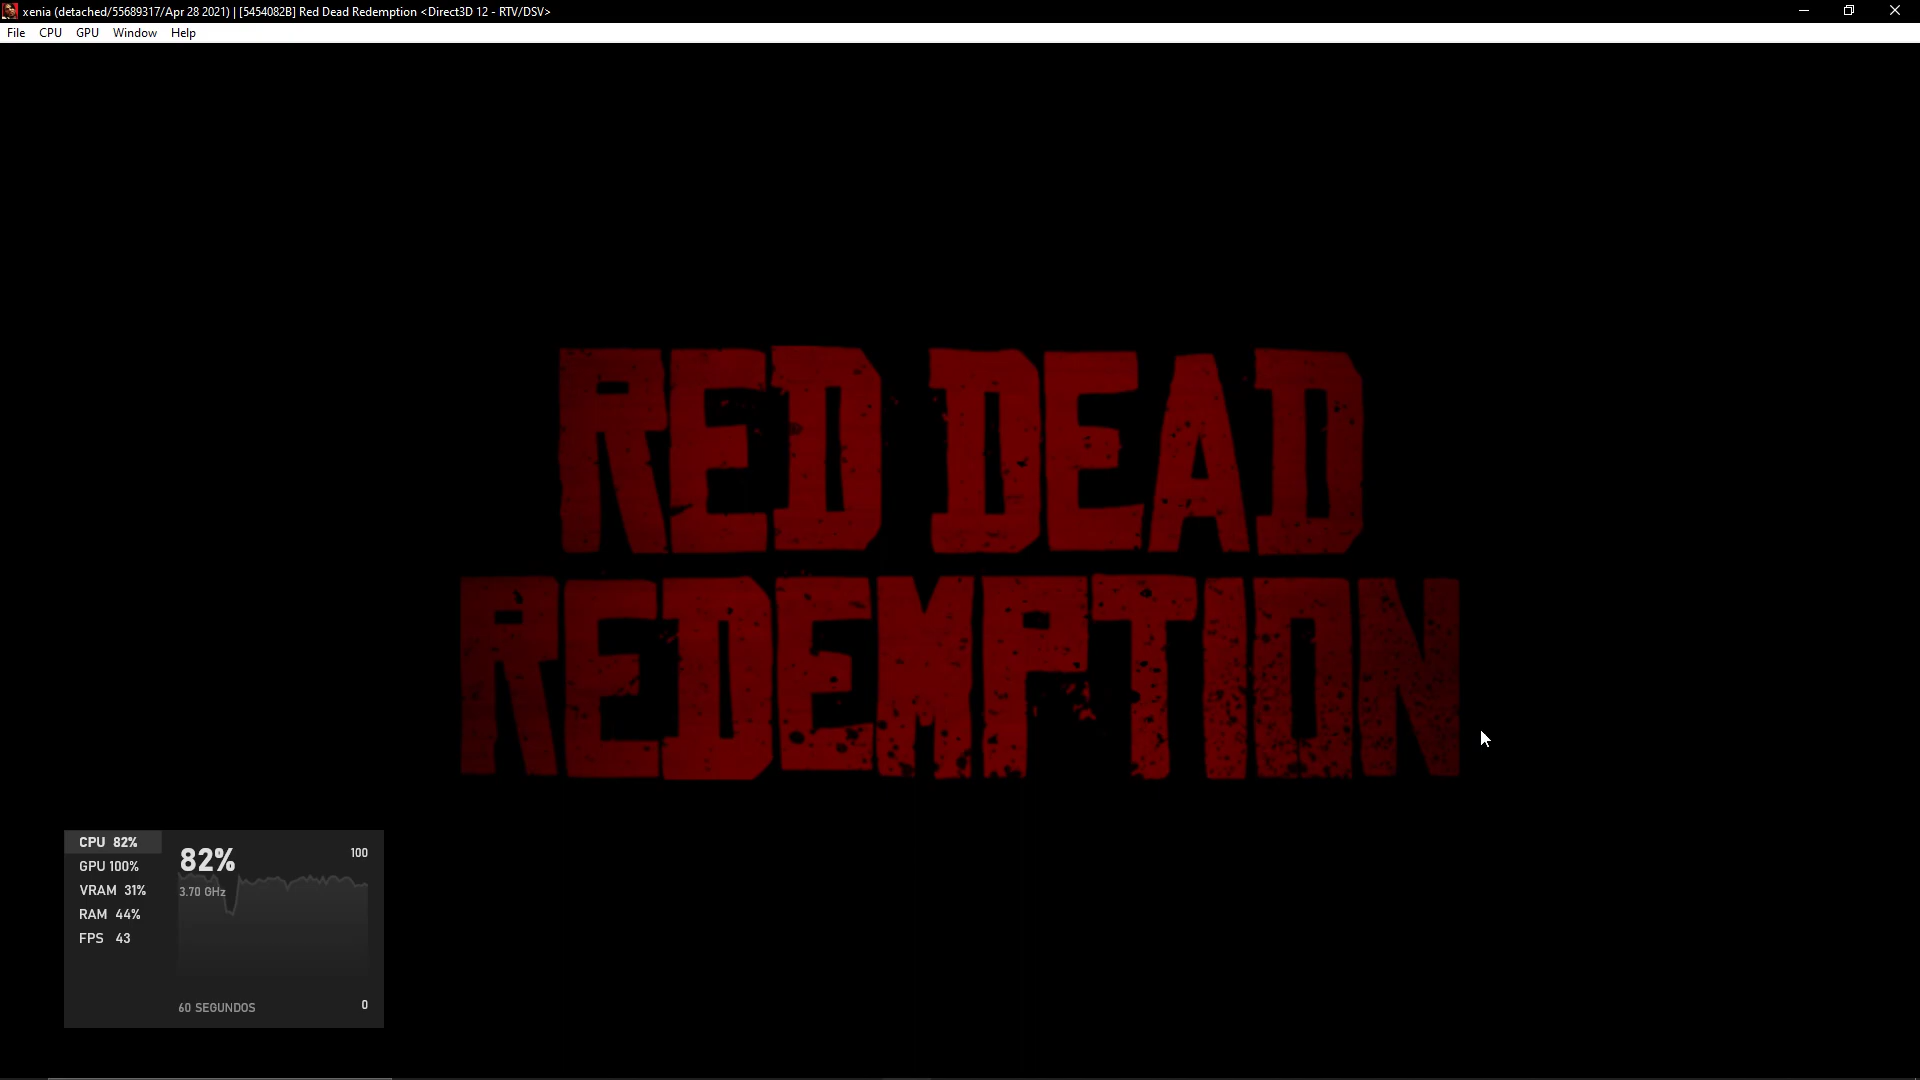 xenia (detached/55689317/Apr 28 2021) | [5454082B] Red Dead Redemption <Direct3D 12 - RTV/DSV>
File CPU GPU Window Help
RED DEAD
REDEMPTION
CPU 82%
GPU 100%
VRAM 31%
RAM 44%
FPS 43
82%
100
3.70 GHz
60 SEGUNDOS
0